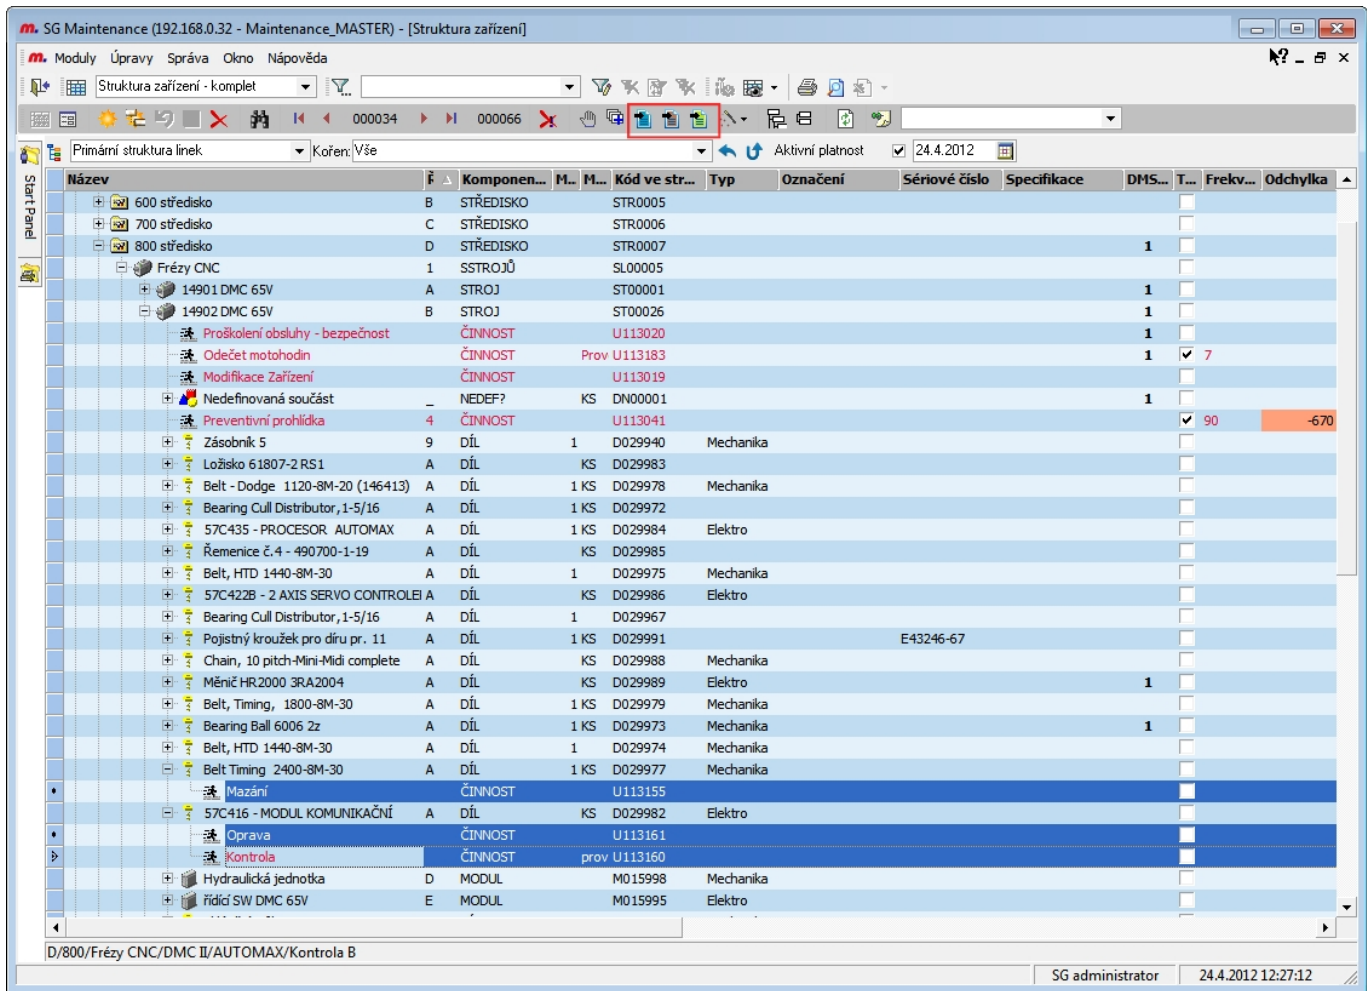 m. SG Maintenance (192.168.0.32 - Maintenance_MASTER) - [Struktura zařízení]
m. Moduly Úpravy Správa Okno Nápověda
Struktura zařízení - komplet
000034 000066
Primární struktura linek Kořen: Vše Aktivní platnost 24.4.2012
Start Panel
Název Ř Komponen... M... M... Kód ve str... Typ Označení Sériové číslo Specifikace DMS... T... Frekv... Odchylka
600 středisko B STŘEDISKO STR0005
700 středisko C STŘEDISKO STR0006
800 středisko D STŘEDISKO STR0007 1
Frézy CNC 1 SSTROJŮ SL00005
14901 DMC 65V A STROJ ST00001 1
14902 DMC 65V B STROJ ST00026 1
Proškolení obsluhy - bezpečnost ČINNOST U113020 1
Odečet motohodin ČINNOST Prov U113183 1 7
Modifikace Zařízení ČINNOST U113019
Nedefinovaná součást _ NEDEF? KS DN00001 1
Preventivní prohlídka 4 ČINNOST U113041 90 -670
Zásobník 5 9 DÍL 1 D029940 Mechanika
Ložisko 61807-2 RS1 A DÍL KS D029983
Belt - Dodge 1120-8M-20 (146413) A DÍL 1 KS D029978 Mechanika
Bearing Cull Distributor, 1-5/16 A DÍL 1 KS D029972
57C435 - PROCESOR AUTOMAX A DÍL 1 KS D029984 Elektro
Řemenice č.4 - 490700-1-19 A DÍL KS D029985
Belt, HTD 1440-8M-30 A DÍL 1 D029975 Mechanika
57C422B - 2 AXIS SERVO CONTROLEI A DÍL KS D029986 Elektro
Bearing Cull Distributor, 1-5/16 A DÍL 1 D029967
Pojistný kroužek pro díru pr. 11 A DÍL 1 KS D029991 E43246-67
Chain, 10 pitch-Mini-Midi complete A DÍL KS D029988 Mechanika
Měnič HR2000 3RA2004 A DÍL KS D029989 Elektro 1
Belt, Timing, 1800-8M-30 A DÍL 1 KS D029979 Mechanika
Bearing Ball 6006 2z A DÍL 1 KS D029973 Mechanika 1
Belt, HTD 1440-8M-30 A DÍL 1 D029974 Mechanika
Belt Timing 2400-8M-30 A DÍL 1 KS D029977 Mechanika
Mazání ČINNOST U113155
57C416 - MODUL KOMUNIKAČNÍ A DÍL KS D029982 Elektro
Oprava ČINNOST U113161
Kontrola ČINNOST prov U113160
Hydraulická jednotka D MODUL M015998 Mechanika
řídící SW DMC 65V E MODUL M015995 Elektro
D/800/Frézy CNC/DMC II/AUTOMAX/Kontrola B
SG administrator 24.4.2012 12:27:12